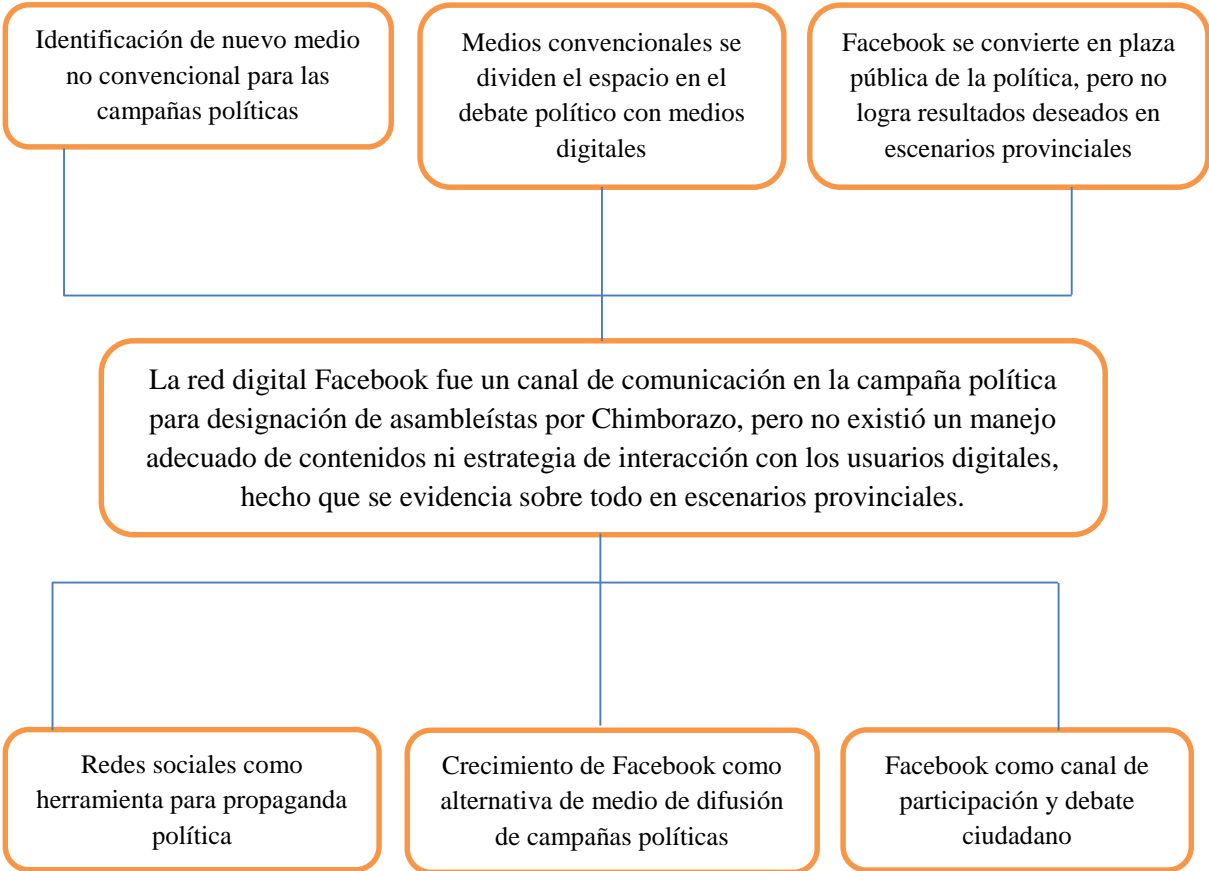 Identificación de nuevo medio
no convencional para las
campañas políticas
Medios convencionales se
dividen el espacio en el
debate político con medios
digitales
Facebook se convierte en plaza
pública de la política, pero no
logra resultados deseados en
escenarios provinciales
La red digital Facebook fue un canal de comunicación en la campaña política
para designación de asambleístas por Chimborazo, pero no existió un manejo
adecuado de contenidos ni estrategia de interacción con los usuarios digitales,
hecho que se evidencia sobre todo en escenarios provinciales.
Redes sociales como
herramienta para propaganda
política
Crecimiento de Facebook como
alternativa de medio de difusión
de campañas políticas
Facebook como canal de
participación y debate
ciudadano